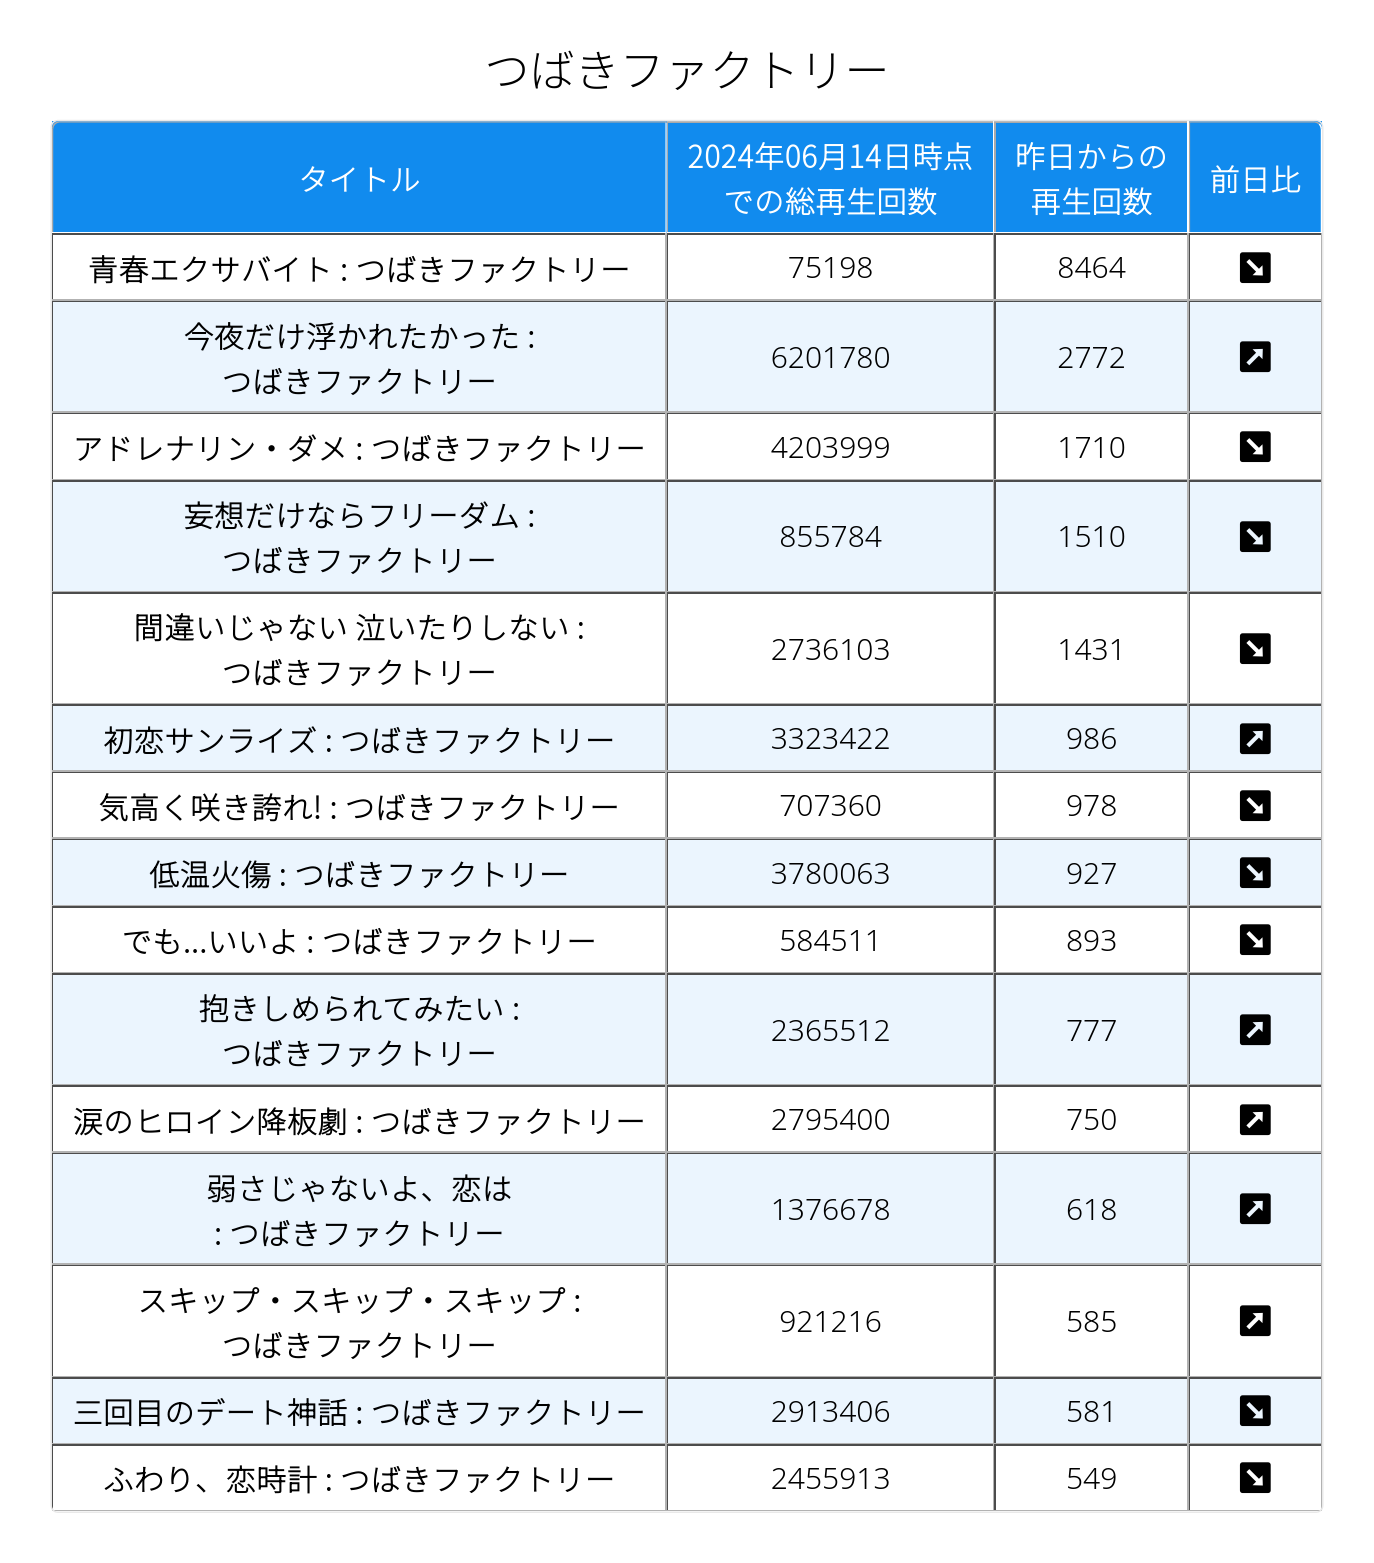 つばきファクトリー
タイトル
2024年06月14日時点
での総再生回数
昨日からの
再生回数
前日比
青春エクサバイト : つばきファクトリー
75198
8464
今夜だけ浮かれたかった :
つばきファクトリー
6201780
2772
アドレナリン・ダメ : つばきファクトリー
4203999
1710
妄想だけならフリーダム :
つばきファクトリー
855784
1510
間違いじゃない 泣いたりしない :
つばきファクトリー
2736103
1431
初恋サンライズ : つばきファクトリー
3323422
986
気高く咲き誇れ! : つばきファクトリー
707360
978
低温火傷 : つばきファクトリー
3780063
927
でも...いいよ : つばきファクトリー
584511
893
抱きしめられてみたい :
つばきファクトリー
2365512
777
涙のヒロイン降板劇 : つばきファクトリー
2795400
750
弱さじゃないよ、恋は
: つばきファクトリー
1376678
618
スキップ・スキップ・スキップ :
つばきファクトリー
921216
585
三回目のデート神話 : つばきファクトリー
2913406
581
ふわり、恋時計 : つばきファクトリー
2455913
549